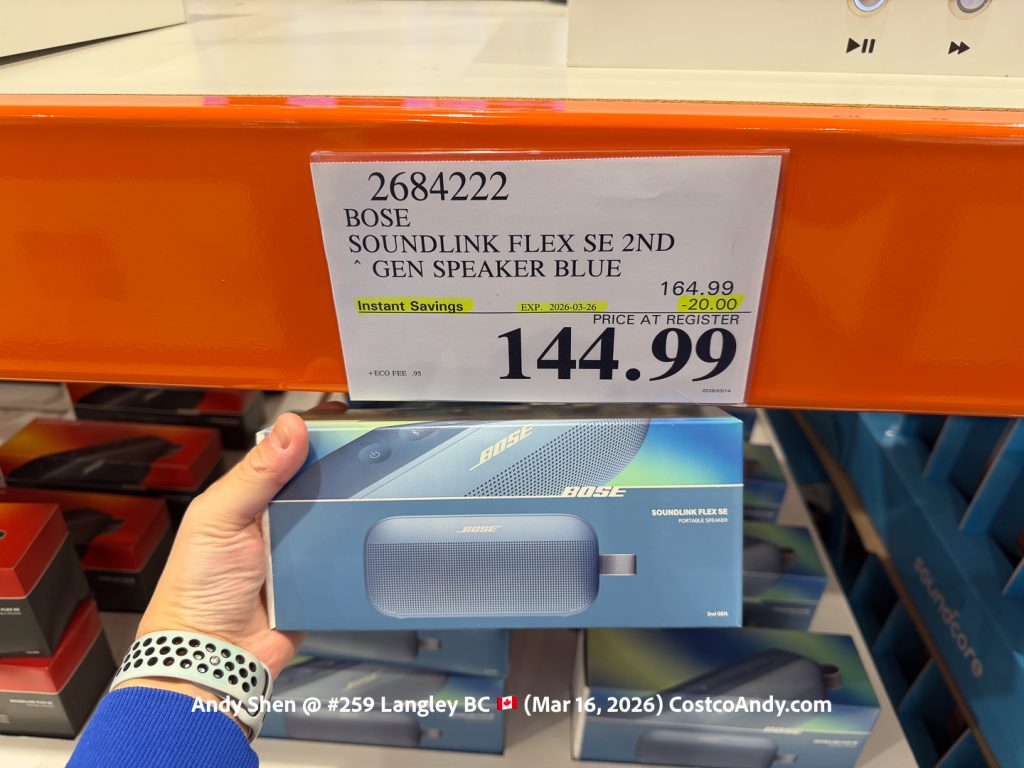 2684222
BOSE
SOUNDLINK FLEX SE 2ND
^ GEN SPEAKER BLUE
164.99
Instant Savings EXP. 2026-03-26 -20.00
PRICE AT REGISTER
144.99
+ECO FEE .95
2026/03/14
BOSE
BOSE
SOUNDLINK FLEX SE
PORTABLE SPEAKER
BOSE
2nd GEN.
soundcore
Andy Shen @ #259 Langley BC 🇨🇦 (Mar 16, 2026) CostcoAndy.com